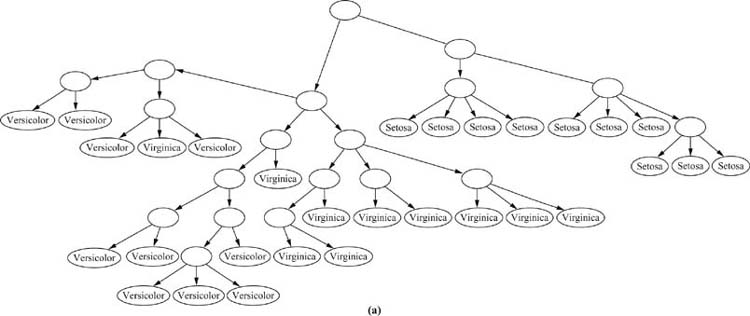 Versicolor Versicolor Setosa Setosa Setosa Setosa Setosa Setosa Setosa
Versicolor Virginica Versicolor
Setosa Setosa Setosa
Virginica
Virginica Virginica Virginica Virginica Virginica Virginica
Versicolor Versicolor Versicolor Virginica Virginica
Versicolor Versicolor Versicolor
(a)